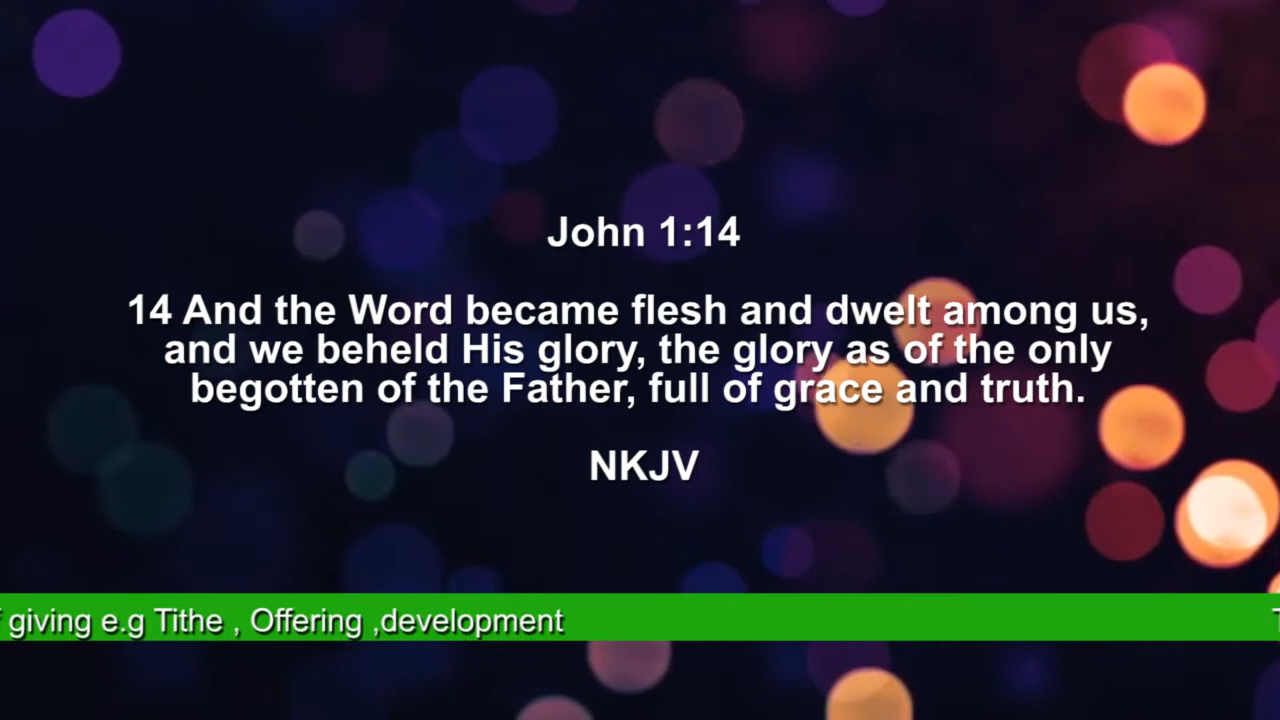 John 1:14
14 And the Word became flesh and dwelt among us,
and we beheld His glory, the glory as of the only
begotten of the Father, full of grace and truth.
NKJV
giving e.g Tithe , Offering ,development